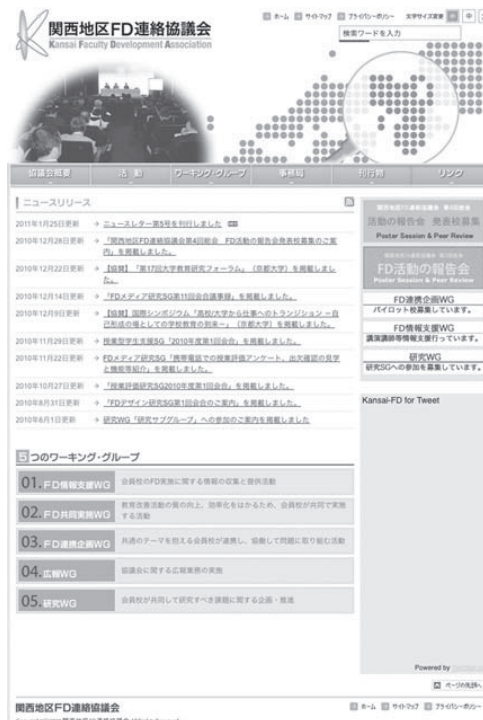 関西地区FD連絡協議会
Kansai Faculty Development Association
ホーム サイトマップ プライバシーポリシー 文字サイズ変更 中
検索ワードを入力
協議会概要 活動 ワーキング・グループ 事務局 刊行物 リンク
ニュースリリース
2011年1月25日更新 → ニュースレター第5号を刊行しました
2010年12月28日更新 → 「関西地区FD連絡協議会第4回総会 FD活動の報告会発表校募集のご案内」を掲載しました。
2010年12月22日更新 → 【協賛】「第17回大学教育研究フォーラム」（京都大学）を掲載しました。
2010年12月14日更新 → 「FDメディア研究SG第11回会合議事録」を掲載しました。
2010年12月9日更新 → 【協賛】国際シンポジウム「高校/大学から仕事へのトランジション －自己形成の場としての学校教育の到来－」（京都大学）を掲載しました。
2010年11月29日更新 → 授業型学生支援SG「2010年度第1回会合」を掲載しました。
2010年11月22日更新 → FDメディア研究SG「携帯電話での授業評価アンケート、出欠確認の見学と機能等紹介」を掲載しました。
2010年10月27日更新 → 「授業評価研究SG2010年度第1回会合」を掲載しました。
2010年8月31日更新 → 「FDデザイン研究SG第1回会合のご案内」を掲載しました。
2010年6月1日更新 → 研究WG「研究サブグループ」への参加のご案内を掲載しました
関西地区FD連絡協議会 第4回総会
活動の報告会 発表校募集
Poster Session & Peer Review
FD活動の報告会
Poster Session & Peer Review
FD連携企画WG
パイロット校募集しています。
FD情報支援WG
講演講師等情報支援行っています。
研究WG
研究SGへの参加を募集しています。
Kansai-FD for Tweet
5つのワーキング・グループ
01.FD情報支援WG 会員校のFD実施に関する情報の収集と提供活動
02.FD共同実施WG 教育改善活動の質の向上、効率化をはかるため、会員校が共同で実施する活動
03.FD連携企画WG 共通のテーマを抱える会員校が連携し、協働して問題に取り組む活動
04.広報WG 協議会に関する広報業務の実施
05.研究WG 会員校が共同して研究すべき課題に関する企画・推進
Powered by
ページの先頭へ
関西地区FD連絡協議会
ホーム サイトマップ プライバシーポリシー